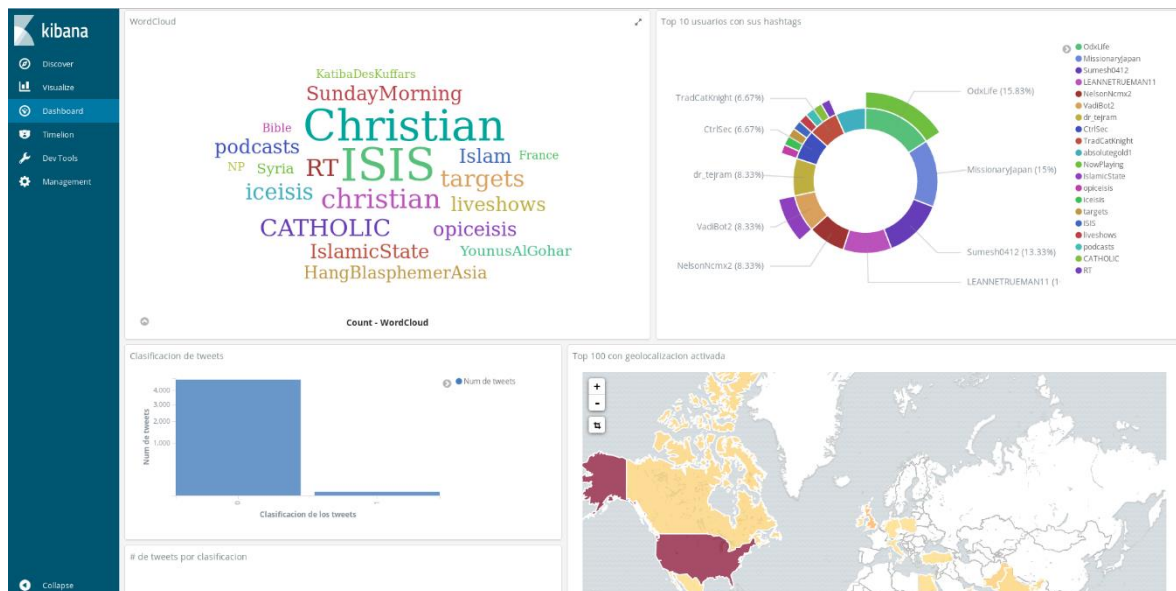 kibana
Discover
Visualize
Dashboard
Timelion
Dev Tools
Management
Collapse
WordCloud
KatibaDesKuffars
SundayMorning
Bible
Christian
podcasts
Islam
France
NP
Syria
RT
ISIS
targets
iceisis
christian
liveshows
CATHOLIC
opiceisis
IslamicState
YounusAlGohar
HangBlasphemerAsia
Count - WordCloud
Top 10 usuarios con sus hashtags
TradCatKnight (6.67%)
CtrlSec (6.67%)
dr_tejram (8.33%)
VadiBot2 (8.33%)
NelsonNcmx2 (8.33%)
OdxLife (15.83%)
MissionaryJapan (15%)
Sumesh0412 (13.33%)
LEANNETRUEMAN11 (1
OdxLife
MissionaryJapan
Sumesh0412
LEANNETRUEMAN11
NelsonNcmx2
VadiBot2
dr_tejram
CtrlSec
TradCatKnight
absolutegold1
NowPlaying
IslamicState
opiceisis
iceisis
targets
ISIS
liveshows
podcasts
CATHOLIC
RT
Clasificacion de tweets
Num de tweets
4,000
3,000
2,000
1,000
Num de tweets
Clasificacion de los tweets
# de tweets por clasificacion
Top 100 con geolocalizacion activada
+
-